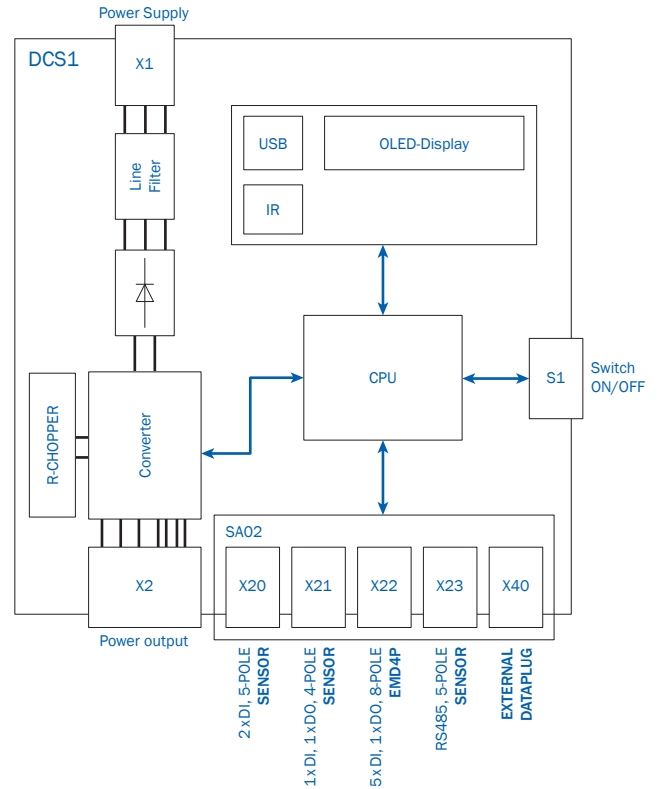 Power Supply
DCS1
X1
USB
OLED-Display
Line
Filter
IR
CPU
S1
Switch
ON/OFF
R-CHOPPER
Converter
SA02
X2
X20
X21
X22
X23
X40
Power output
2 x DI, 5-POLE
SENSOR
1 x DI, 1 x DO, 4-POLE
SENSOR
5 x DI, 1 x DO, 8-POLE
EMD4P
RS485, 5-POLE
SENSOR
EXTERNAL
DATAPLUG